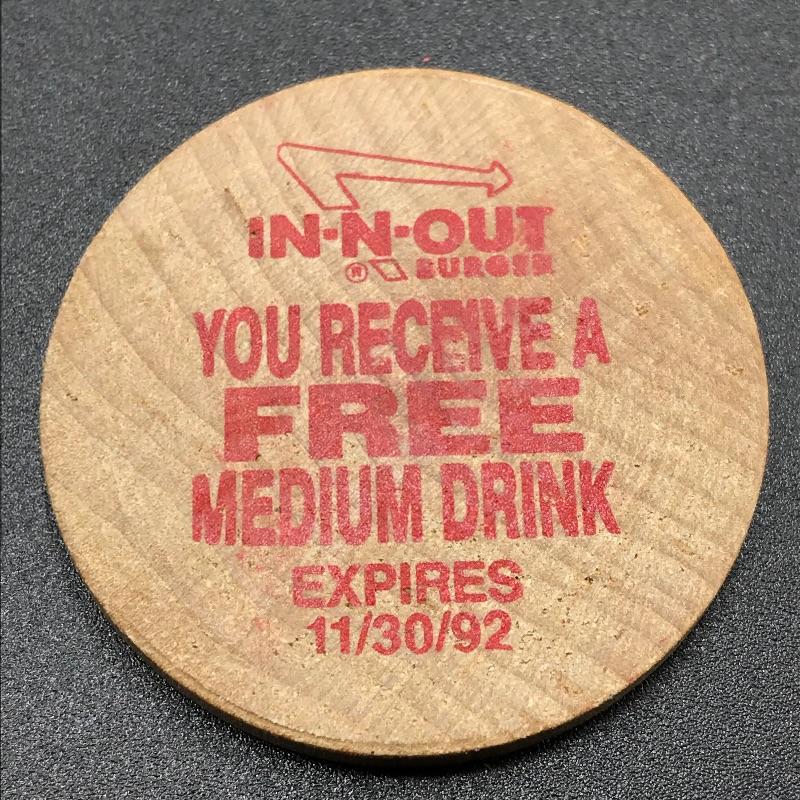 IN-N-OUT
® BURGER
YOU RECEIVE A
FREE
MEDIUM DRINK
EXPIRES
11/30/92